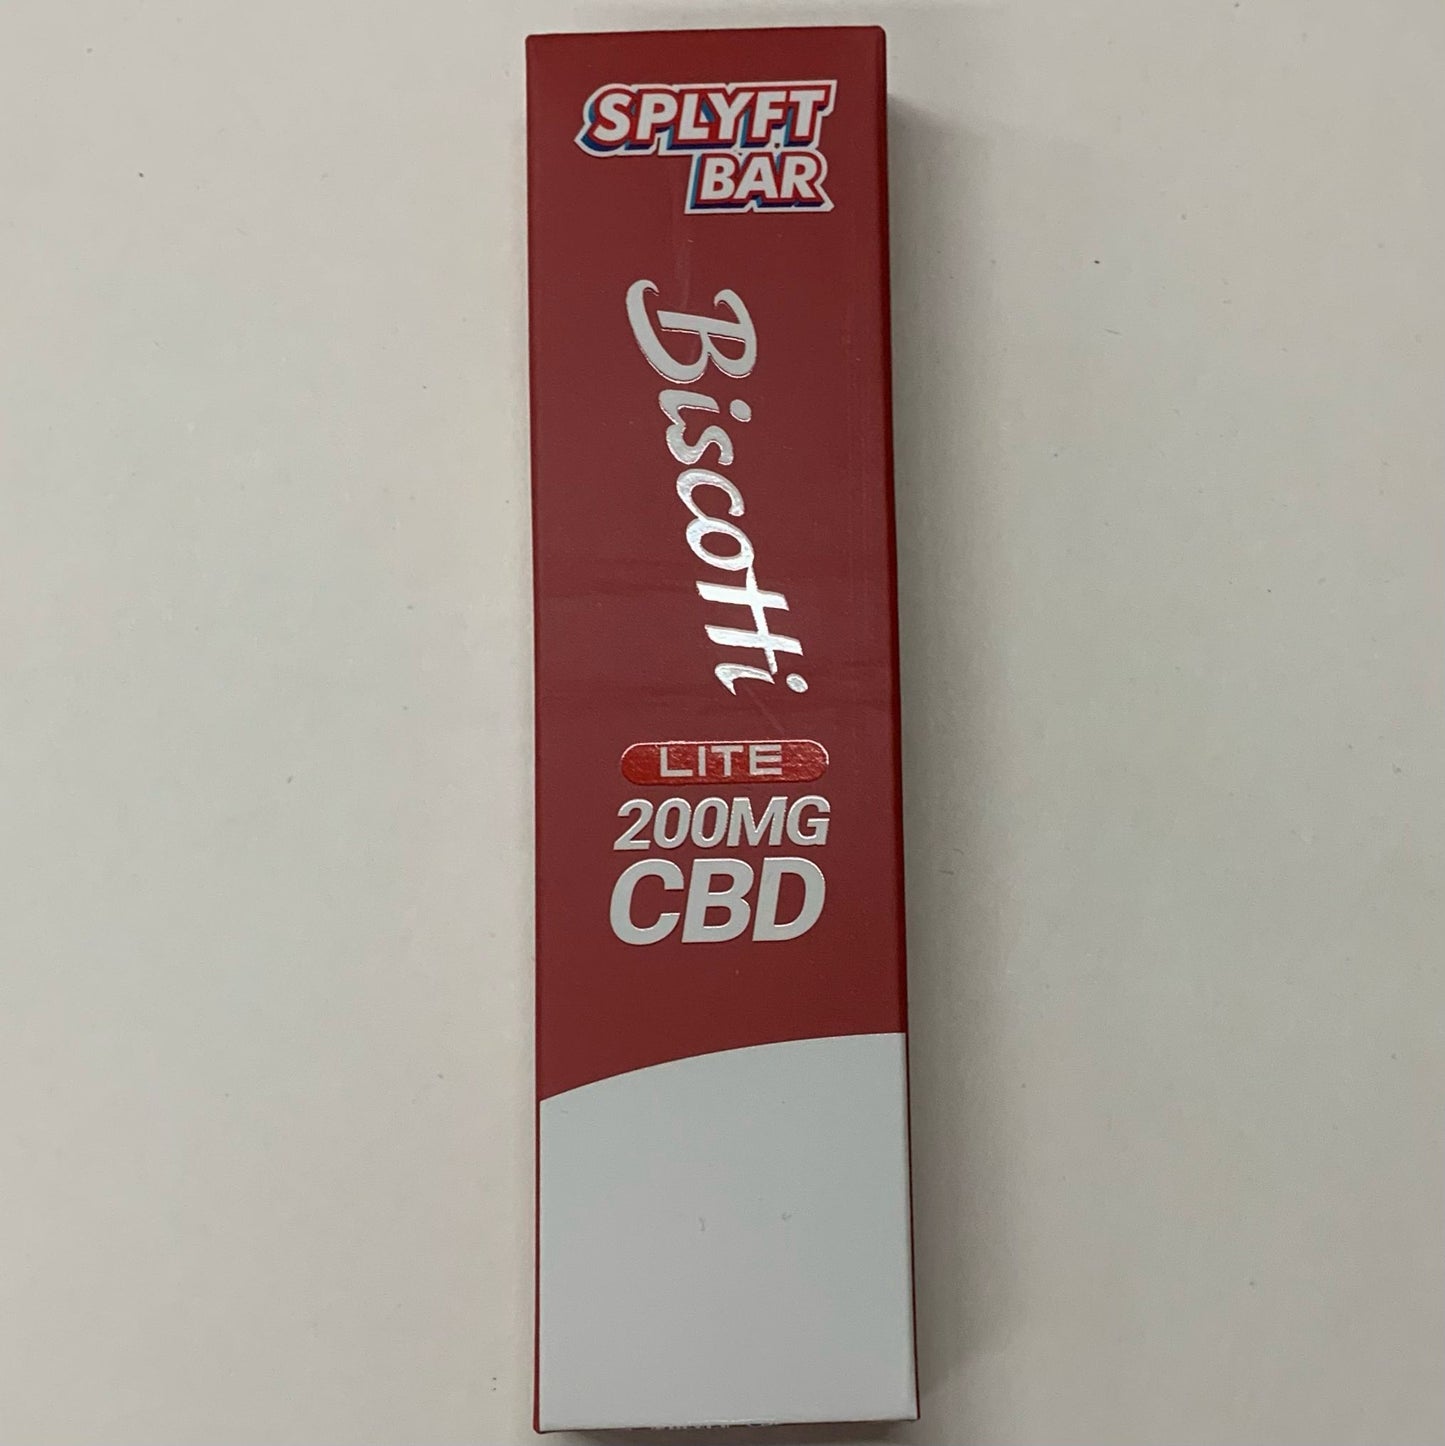 SPLYFT
BAR
Biscotti
LITE
200MG
CBD